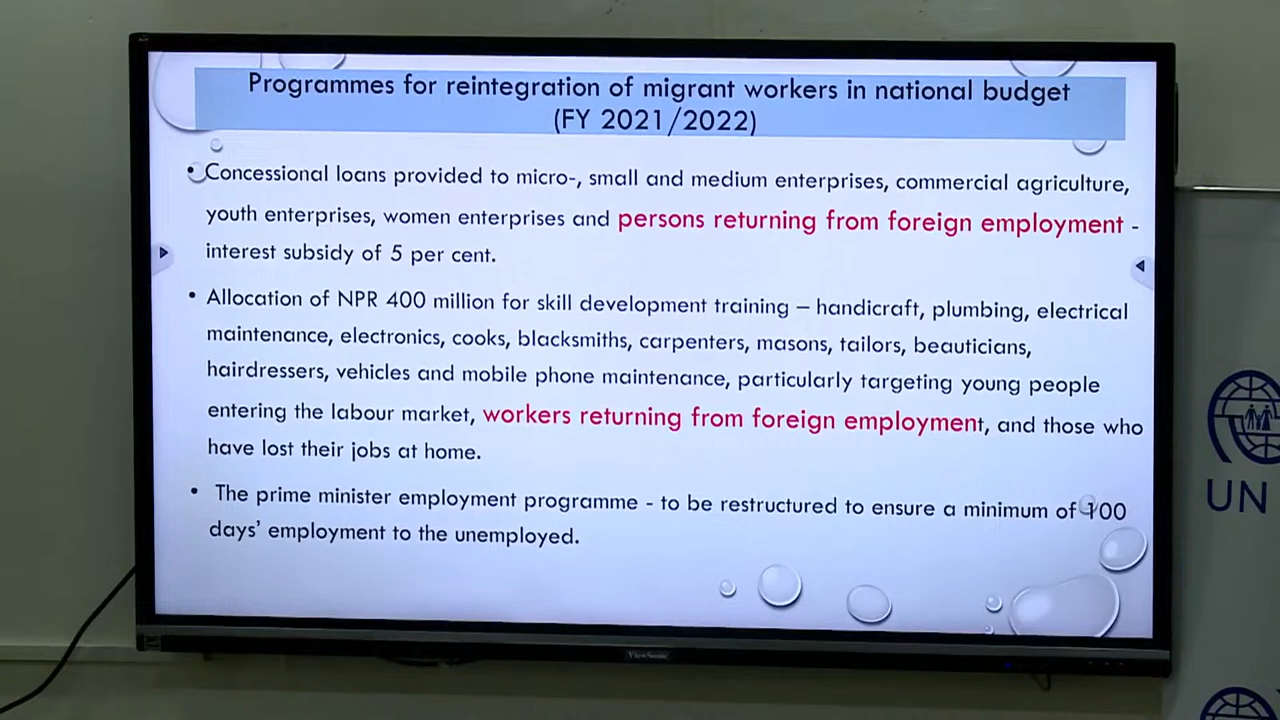 Programmes for reintegration of migrant workers in national budget
(FY 2021/2022)
• Concessional loans provided to micro-, small and medium enterprises, commercial agriculture,
youth enterprises, women enterprises and persons returning from foreign employment -
interest subsidy of 5 per cent.
• Allocation of NPR 400 million for skill development training – handicraft, plumbing, electrical
maintenance, electronics, cooks, blacksmiths, carpenters, masons, tailors, beauticians,
hairdressers, vehicles and mobile phone maintenance, particularly targeting young people
entering the labour market, workers returning from foreign employment, and those who
have lost their jobs at home.
• The prime minister employment programme - to be restructured to ensure a minimum of 100
days’ employment to the unemployed.
UN
ViewSonic